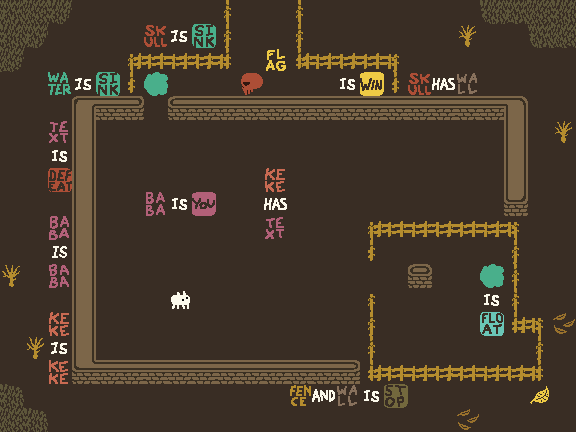 SKULL IS SINK
FLAG
WATER IS SINK
IS WIN
SKULL HAS WALL
TEXT
IS
DEFEAT
BABA IS YOU
KEKE
HAS
TEXT
BABA
IS
BABA
IS
FLOAT
KEKE
IS
KEKE
FENCE AND WALL IS STOP